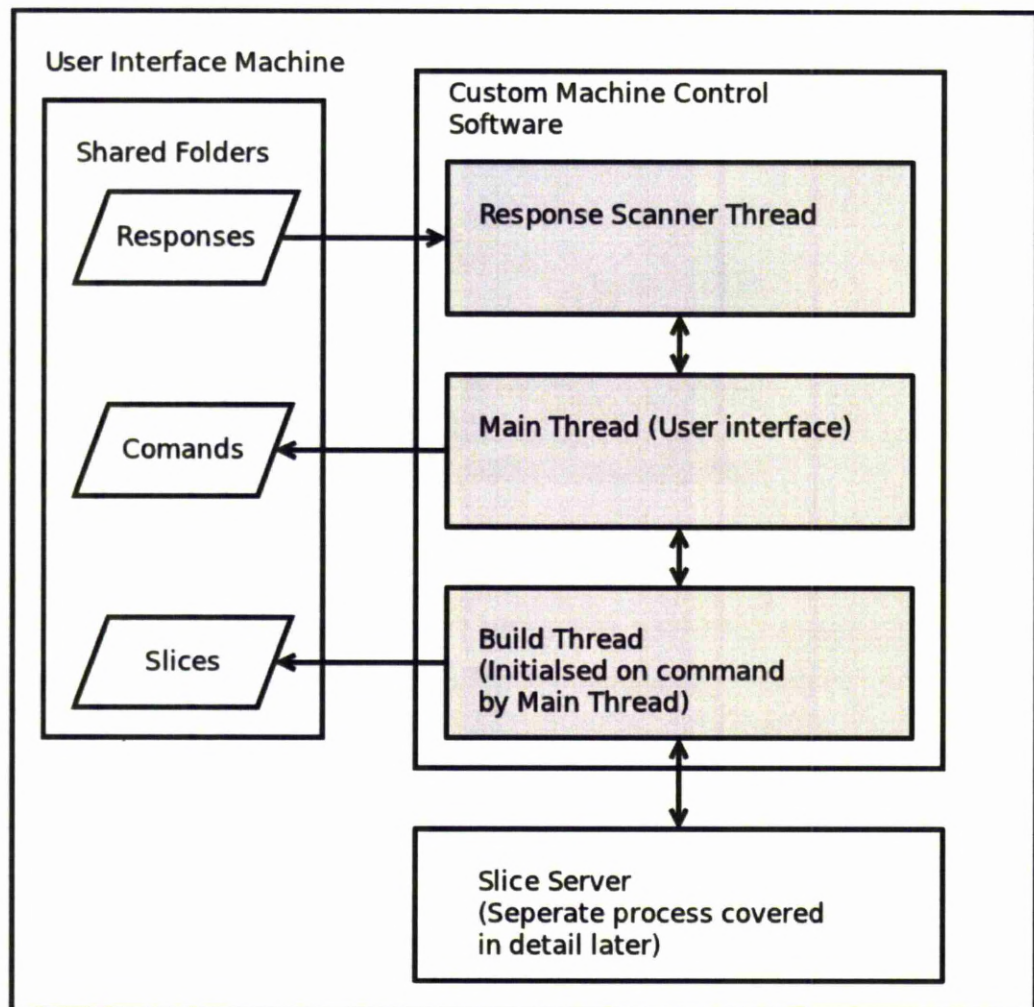 User Interface Machine
Shared Folders
Responses
Comands
Slices
Custom Machine Control
Software
Response Scanner Thread
Main Thread (User interface)
Build Thread
(Initialsed on command
by Main Thread)
Slice Server
(Seperate process covered
in detail later)